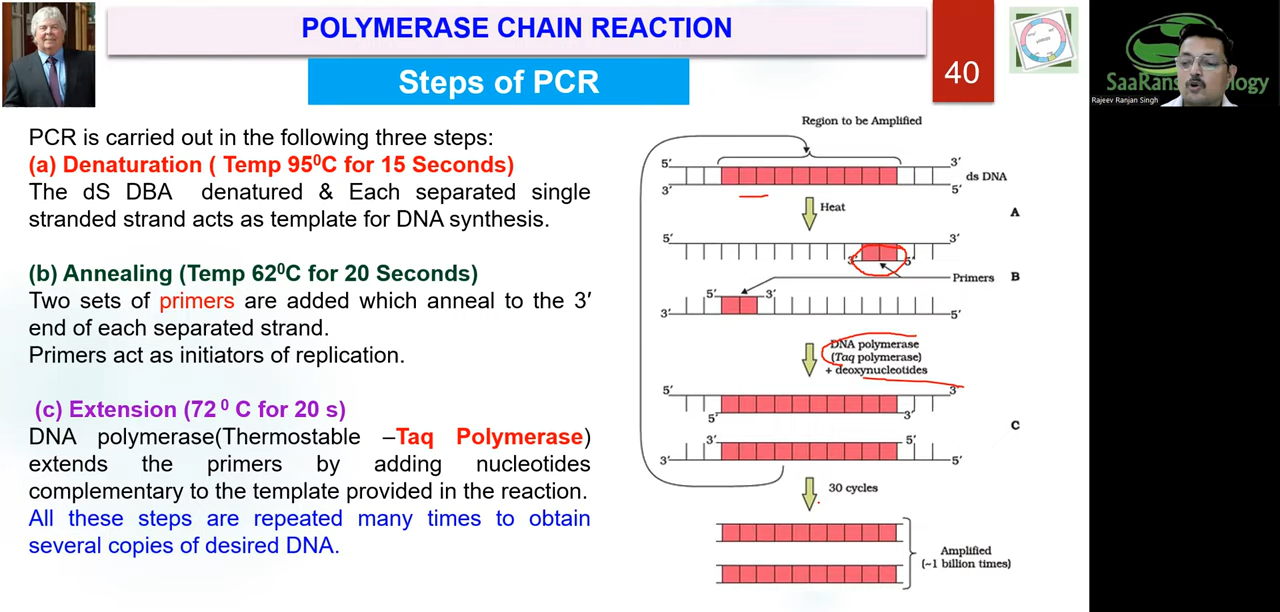 POLYMERASE CHAIN REACTION
Steps of PCR
40
SaaRans logy
Rajeev Ranjan Singh
PCR is carried out in the following three steps:
(a) Denaturation ( Temp 95⁰C for 15 Seconds)
The dS DBA denatured & Each separated single
stranded strand acts as template for DNA synthesis.
(b) Annealing (Temp 62⁰C for 20 Seconds)
Two sets of primers are added which anneal to the 3′
end of each separated strand.
Primers act as initiators of replication.
(c) Extension (72 ⁰ C for 20 s)
DNA polymerase(Thermostable –Taq Polymerase)
extends the primers by adding nucleotides
complementary to the template provided in the reaction.
All these steps are repeated many times to obtain
several copies of desired DNA.
Region to be Amplified
5′ 3′
ds DNA
3′ 5′
Heat
A
5′ 3′
3′ 5′
Primers B
5′ 3′
3′ 5′
DNA polymerase
(Taq polymerase)
+ deoxynucleotides
5′ 3′
5′ 3′
C
3′ 5′
3′ 5′
30 cycles
Amplified
(~1 billion times)